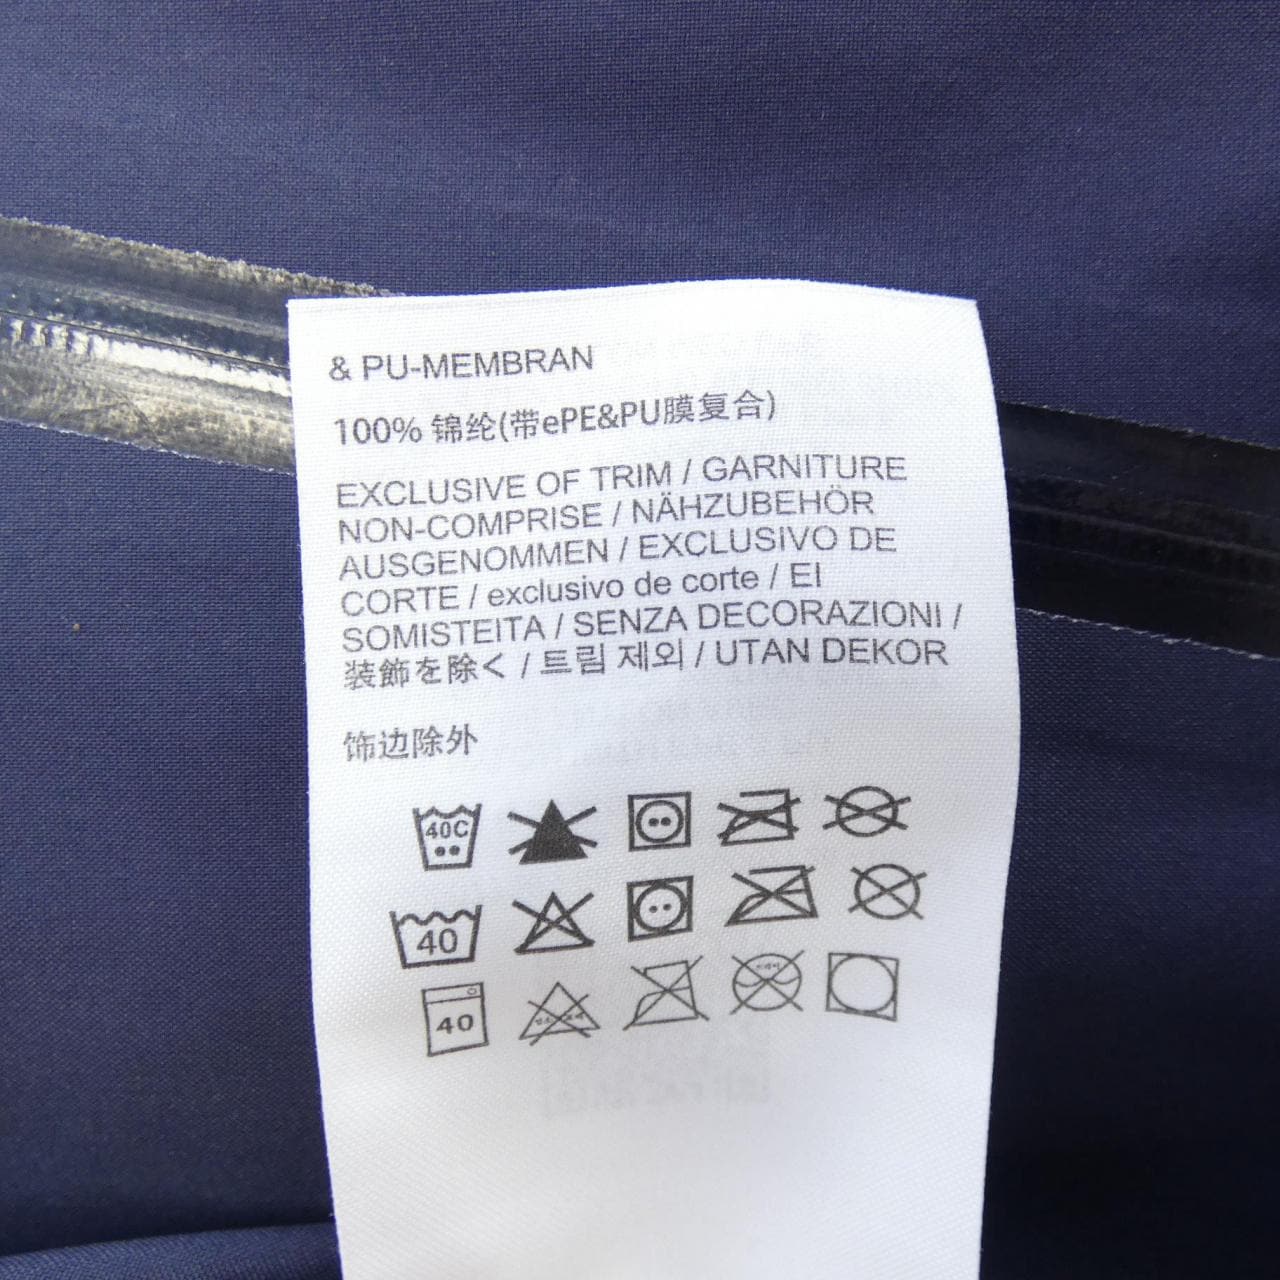 & PU-MEMBRAN
100% 锦纶(带ePE&PU膜复合)
EXCLUSIVE OF TRIM / GARNITURE
NON-COMPRISE / NÄHZUBEHÖR
AUSGENOMMEN / EXCLUSIVO DE
CORTE / exclusivo de corte / EI
SOMISTEITA / SENZA DECORAZIONI /
装飾を除く / 트림 제외 / UTAN DEKOR
饰边除外
40C
40
40